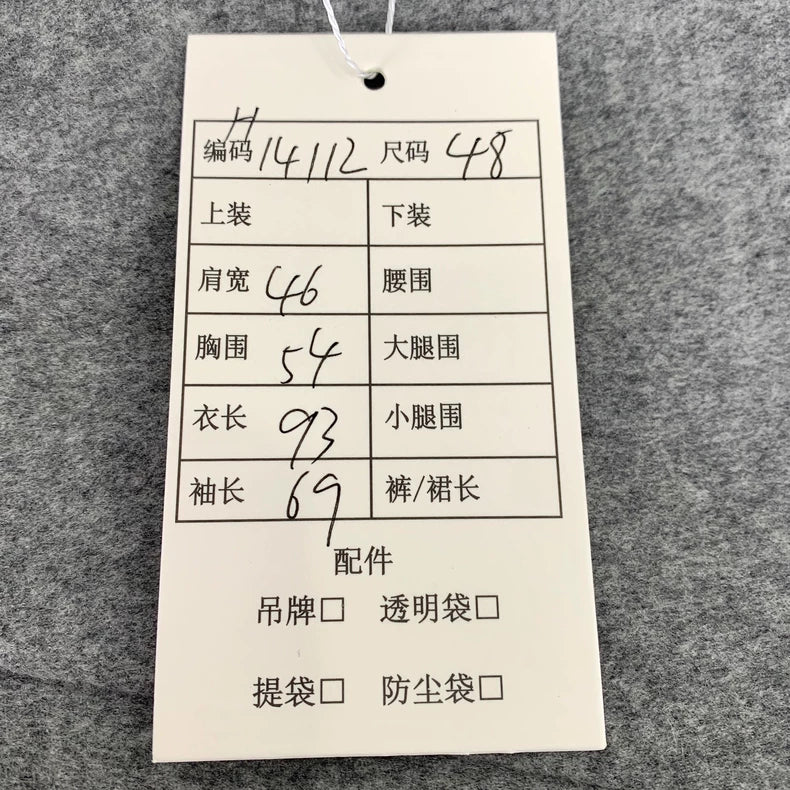 编码 H14112 尺码 48
上装 下装
肩宽 46 腰围
胸围 54 大腿围
衣长 93 小腿围
袖长 69 裤/裙长
配件
吊牌□ 透明袋□
提袋□ 防尘袋□